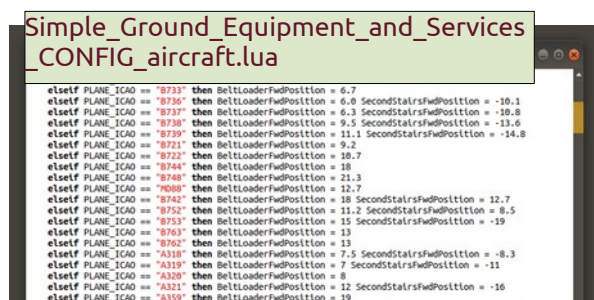 Simple_Ground_Equipment_and_Services
_CONFIG_aircraft.lua
elseif PLANE_ICAO == "B733" then BeltLoaderFwdPosition = 6.7
elseif PLANE_ICAO == "B736" then BeltLoaderFwdPosition = 6.0 SecondStairsFwdPosition = -10.1
elseif PLANE_ICAO == "B737" then BeltLoaderFwdPosition = 6.3 SecondStairsFwdPosition = -10.8
elseif PLANE_ICAO == "B738" then BeltLoaderFwdPosition = 9.5 SecondStairsFwdPosition = -13.6
elseif PLANE_ICAO == "B739" then BeltLoaderFwdPosition = 11.1 SecondStairsFwdPosition = -14.8
elseif PLANE_ICAO == "B721" then BeltLoaderFwdPosition = 9.2
elseif PLANE_ICAO == "B722" then BeltLoaderFwdPosition = 10.7
elseif PLANE_ICAO == "B744" then BeltLoaderFwdPosition = 18
elseif PLANE_ICAO == "B748" then BeltLoaderFwdPosition = 21.3
elseif PLANE_ICAO == "MD88" then BeltLoaderFwdPosition = 12.7
elseif PLANE_ICAO == "B742" then BeltLoaderFwdPosition = 18 SecondStairsFwdPosition = 12.7
elseif PLANE_ICAO == "B752" then BeltLoaderFwdPosition = 11.2 SecondStairsFwdPosition = 8.5
elseif PLANE_ICAO == "B753" then BeltLoaderFwdPosition = 15 SecondStairsFwdPosition = -19
elseif PLANE_ICAO == "B763" then BeltLoaderFwdPosition = 13
elseif PLANE_ICAO == "B762" then BeltLoaderFwdPosition = 13
elseif PLANE_ICAO == "A318" then BeltLoaderFwdPosition = 7.5 SecondStairsFwdPosition = -8.3
elseif PLANE_ICAO == "A319" then BeltLoaderFwdPosition = 7 SecondStairsFwdPosition = -11
elseif PLANE_ICAO == "A320" then BeltLoaderFwdPosition = 8
elseif PLANE_ICAO == "A321" then BeltLoaderFwdPosition = 12 SecondStairsFwdPosition = -16
elseif PLANE_ICAO == "A359" then BeltLoaderFwdPosition = 19